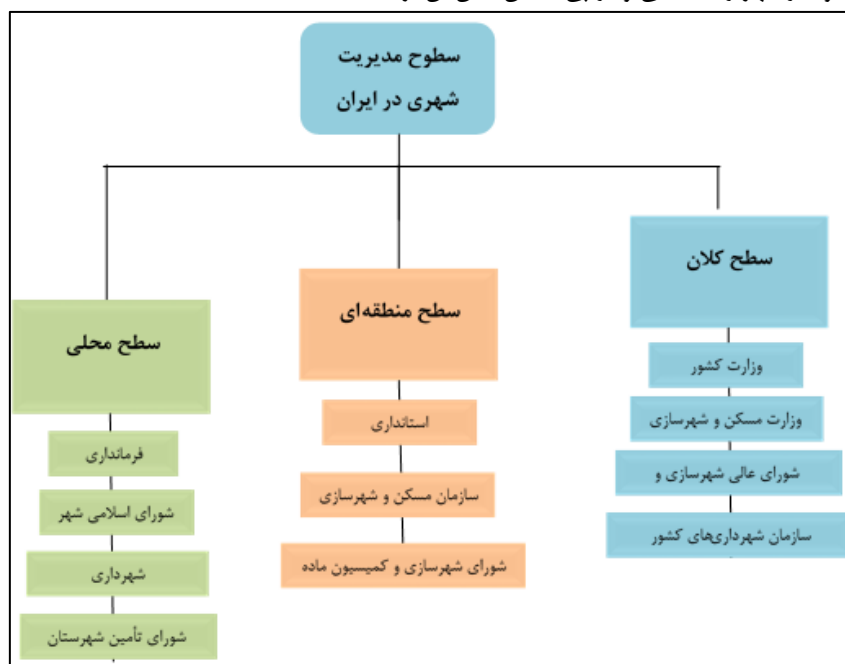 سطوح مدیریت
شهری در ایران
سطح کلان
وزارت کشور
وزارت مسکن و شهرسازی
شورای عالی شهرسازی و
سازمان شهرداری‌های کشور
سطح منطقه‌ای
استانداری
سازمان مسکن و شهرسازی
شورای شهرسازی و کمیسیون ماده
سطح محلی
فرمانداری
شورای اسلامی شهر
شهرداری
شورای تأمین شهرستان